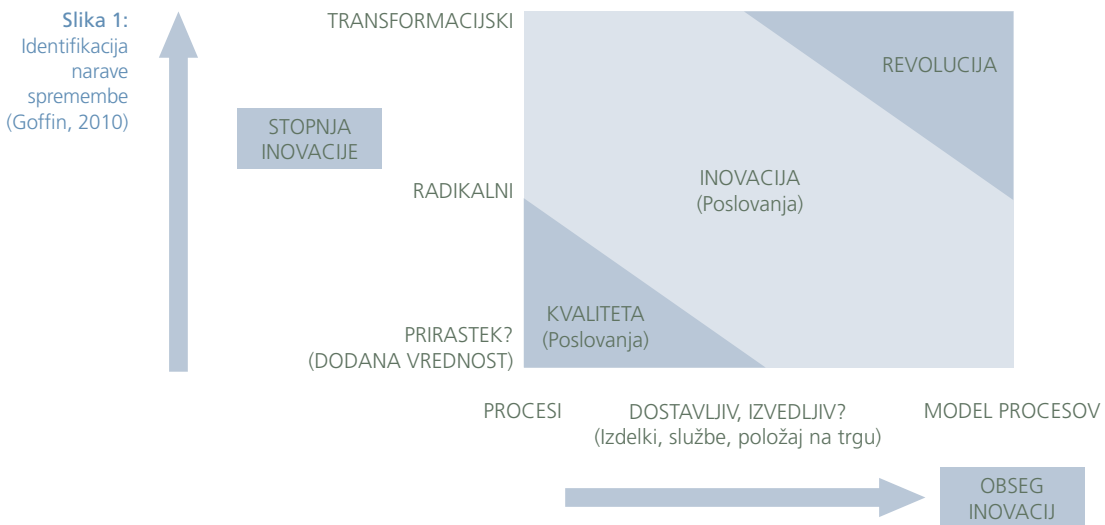 Slika 1:
Identifikacija
narave
spremembe
(Goffin, 2010)
TRANSFORMACIJSKI
REVOLUCIJA
STOPNJA
INOVACIJE
RADIKALNI
INOVACIJA
(Poslovanja)
KVALITETA
(Poslovanja)
PRIRASTEK?
(DODANA VREDNOST)
PROCESI
DOSTAVLJIV, IZVEDLJIV?
(Izdelki, službe, položaj na trgu)
MODEL PROCESOV
OBSEG
INOVACIJ